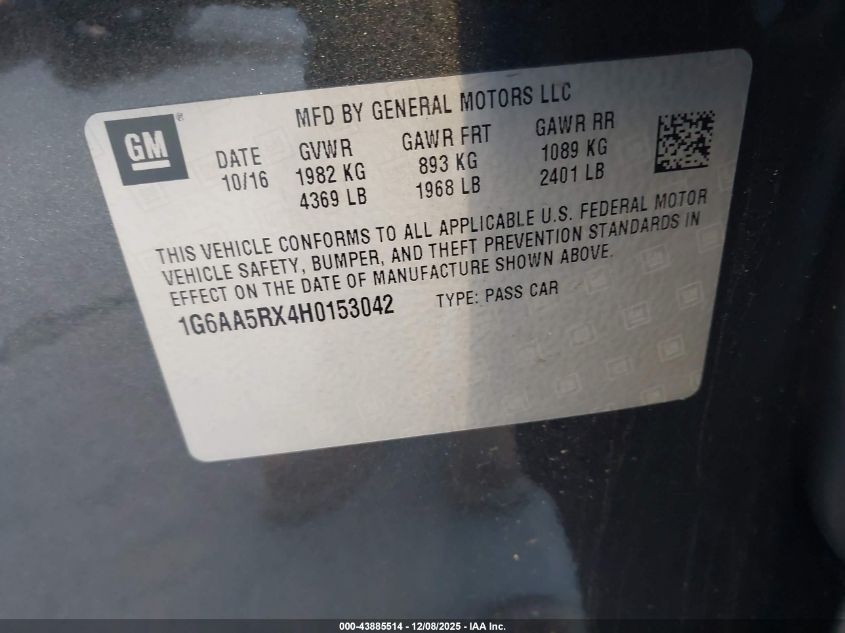 MFD BY GENERAL MOTORS LLC
GM®
DATE GVWR GAWR FRT GAWR RR
10/16 1982 KG 893 KG 1089 KG
4369 LB 1968 LB 2401 LB
THIS VEHICLE CONFORMS TO ALL APPLICABLE U.S. FEDERAL MOTOR
VEHICLE SAFETY, BUMPER, AND THEFT PREVENTION STANDARDS IN
EFFECT ON THE DATE OF MANUFACTURE SHOWN ABOVE.
1G6AA5RX4H0153042 TYPE: PASS CAR
000-43885514 - 12/08/2025 - IAA Inc.